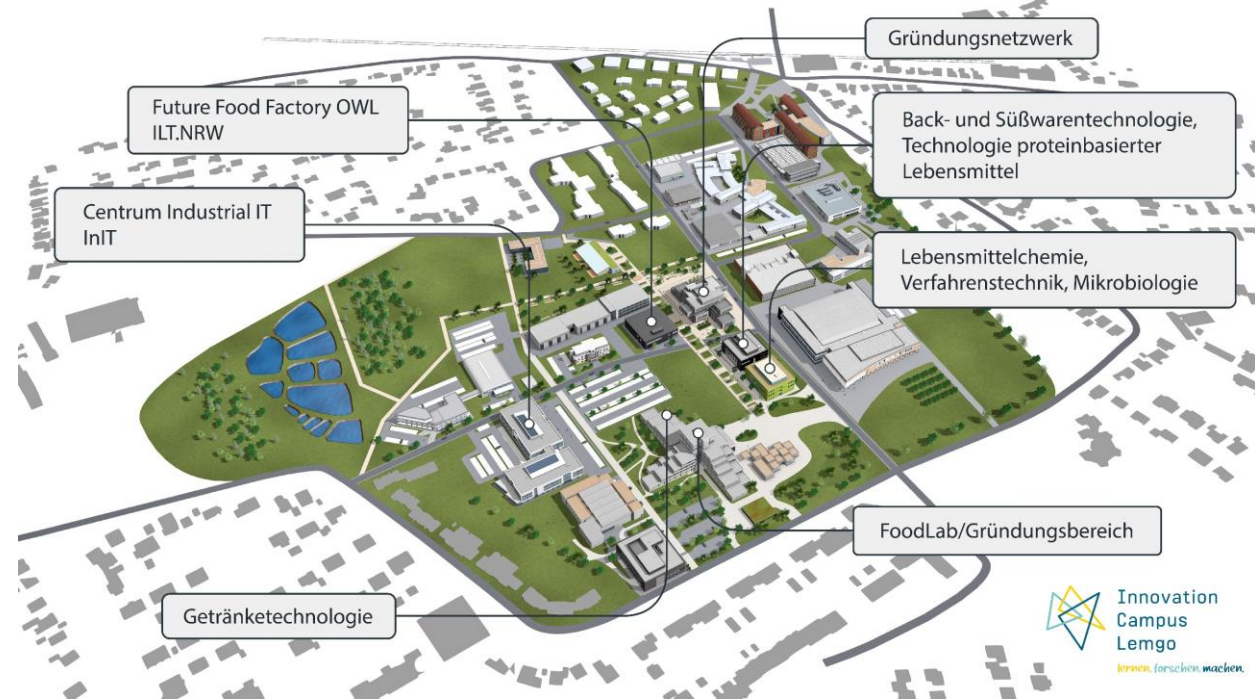 Gründungsnetzwerk
Future Food Factory OWL
ILT.NRW
Back- und Süßwarentechnologie,
Technologie proteinbasierter
Lebensmittel
Centrum Industrial IT
InIT
Lebensmittelchemie,
Verfahrenstechnik, Mikrobiologie
FoodLab/Gründungsbereich
Getränketechnologie
Innovation
Campus
Lemgo
lernen.forschen.machen.